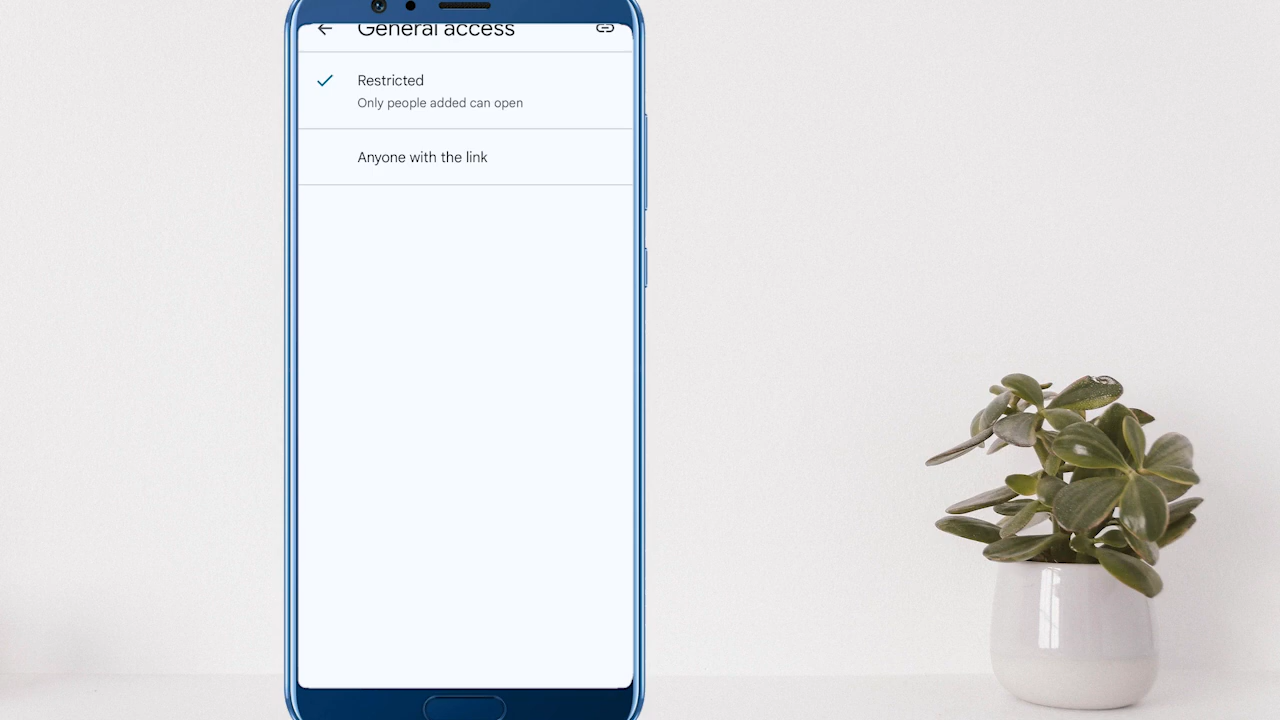 General access
Restricted
Only people added can open
Anyone with the link